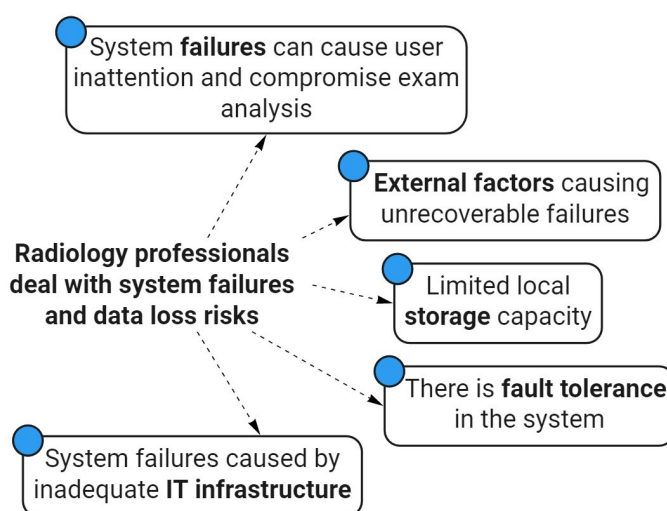 System failures can cause user
inattention and compromise exam
analysis
External factors causing
unrecoverable failures
Radiology professionals
deal with system failures
and data loss risks
Limited local
storage capacity
There is fault tolerance
in the system
System failures caused by
inadequate IT infrastructure